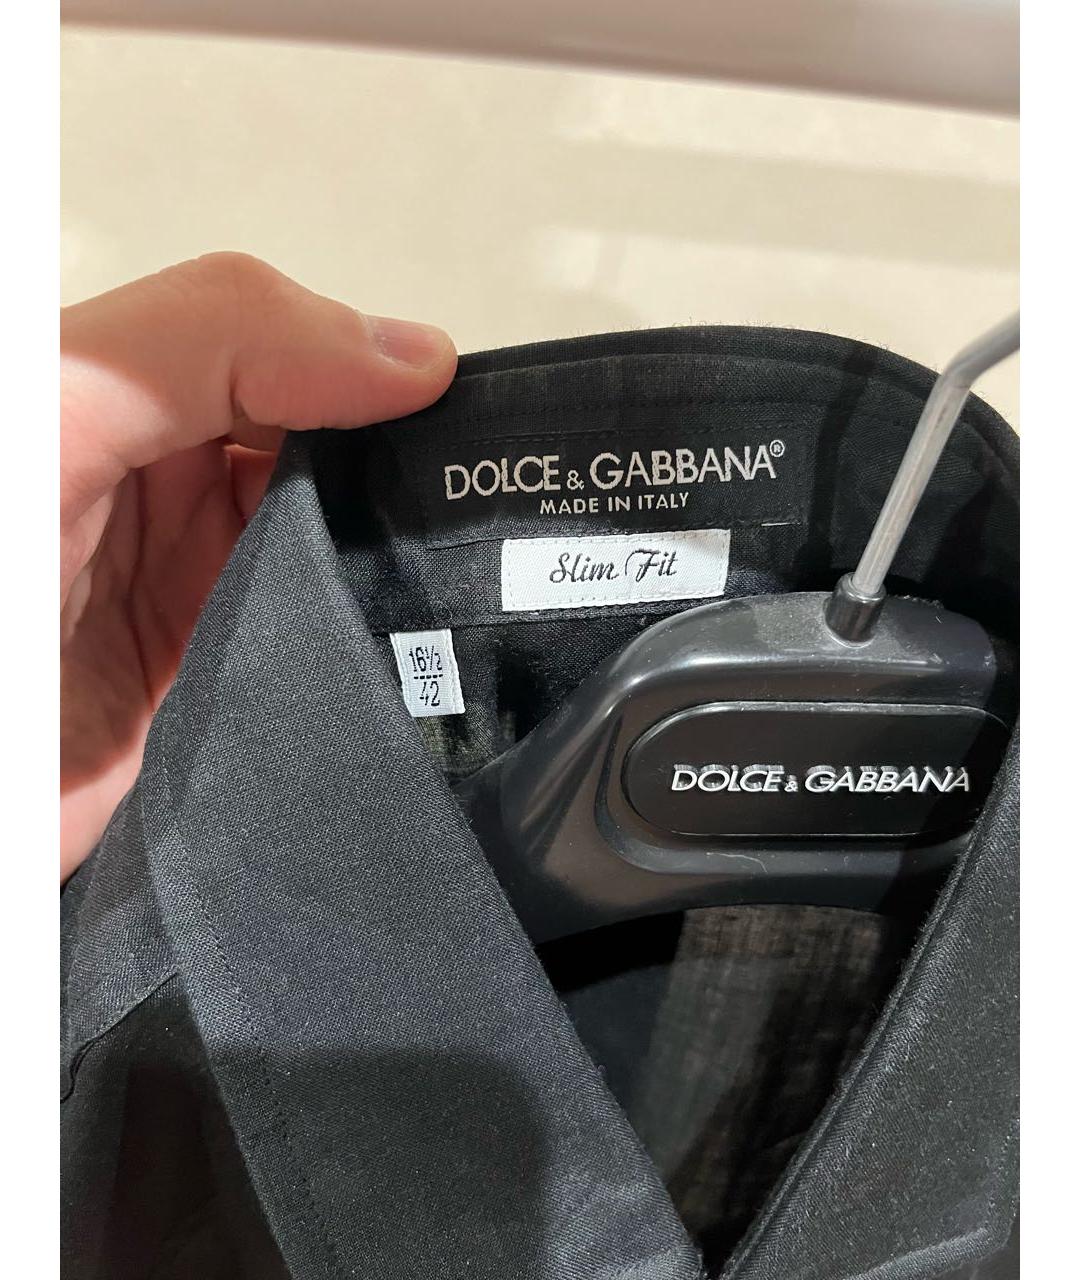 DOLCE & GABBANA®
MADE IN ITALY
Slim Fit
16½
42
DOLCE & GABBANA